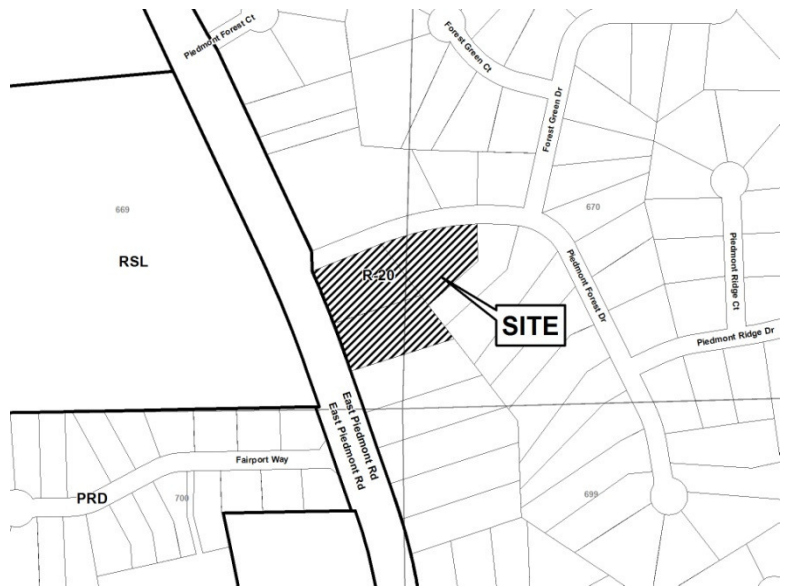 Piedmont Forest Ct
Forest Green Ct
Forest Green Dr
669
RSL
670
R-20
Piedmont Ridge Ct
Piedmont Forest Dr
SITE
Piedmont Ridge Dr
East Piedmont Rd
East Piedmont Rd
Fairport Way
PRD
700
699